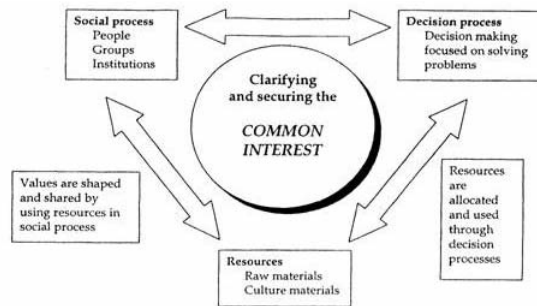 Social process
People
Groups
Institutions
Decision process
Decision making
focused on solving
problems
Clarifying
and securing the
COMMON
INTEREST
Values are shaped
and shared by
using resources in
social process
Resources
are
allocated
and used
through
decision
processes
Resources
Raw materials
Culture materials